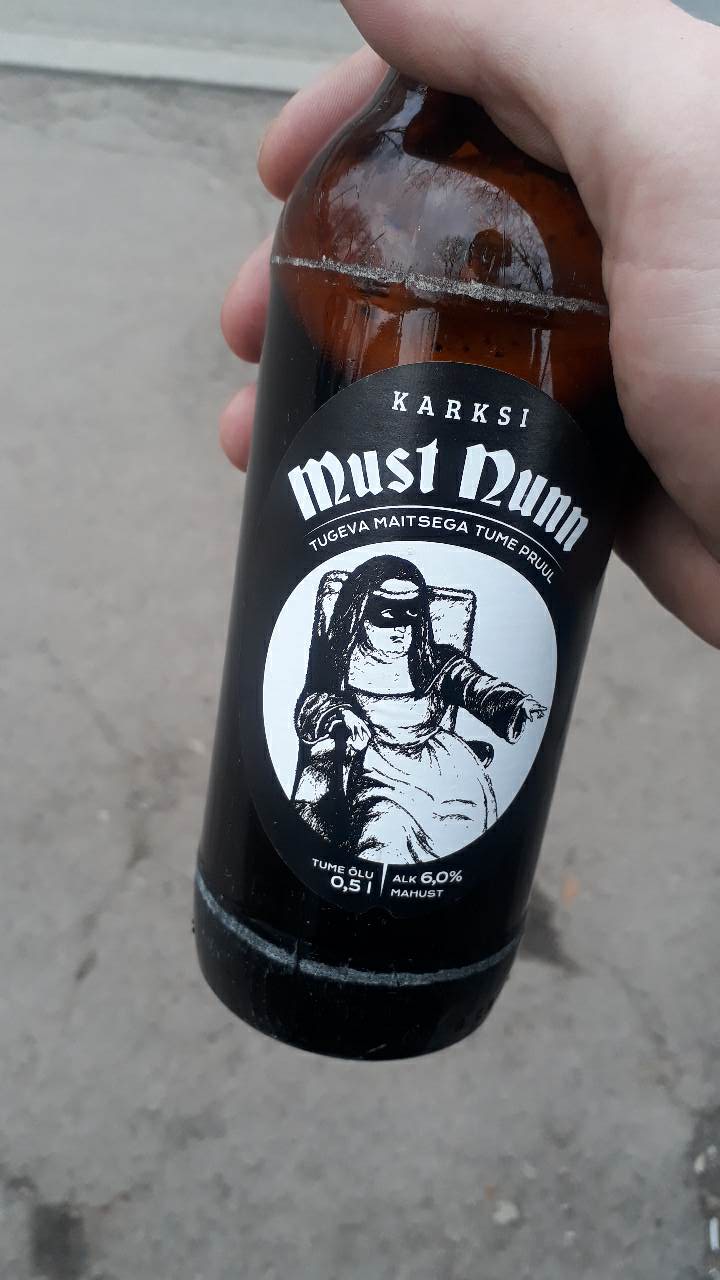 KARKSI
Must Nunn
TUGEVA MAITSEGA TUME PRUUL
TUME ÕLU
0,5 l
ALK 6,0%
MAHUST